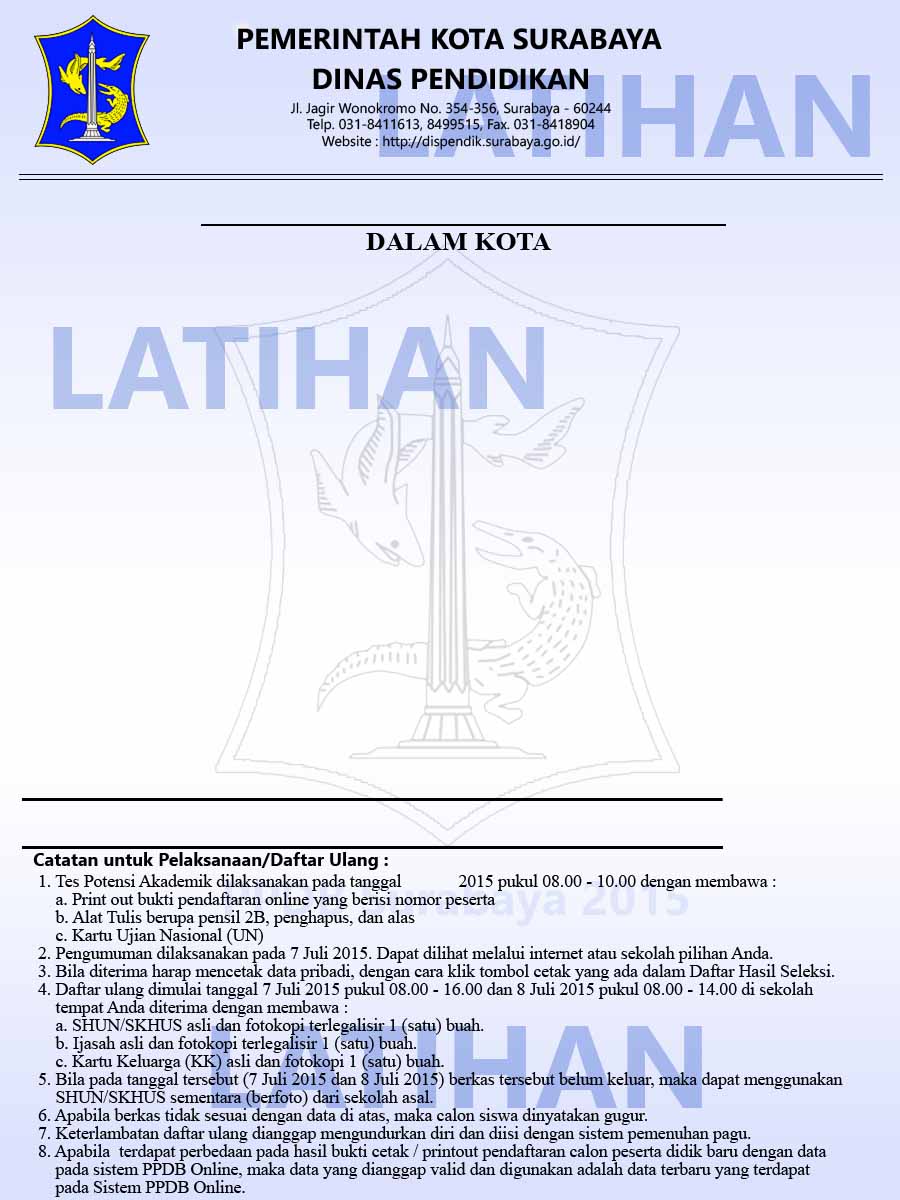 PEMERINTAH KOTA SURABAYA
DINAS PENDIDIKAN
Jl. Jagir Wonokromo No. 354-356, Surabaya - 60244
Telp. 031-8411613, 8499515, Fax. 031-8418904
Website : http://dispendik.surabaya.go.id/
LATIHAN
DALAM KOTA
LATIHAN
Catatan untuk Pelaksanaan/Daftar Ulang :
1. Tes Potensi Akademik dilaksanakan pada tanggal 2015 pukul 08.00 - 10.00 dengan membawa :
a. Print out bukti pendaftaran online yang berisi nomor peserta
PPDB Surabaya 2015
b. Alat Tulis berupa pensil 2B, penghapus, dan alas
c. Kartu Ujian Nasional (UN)
2. Pengumuman dilaksanakan pada 7 Juli 2015. Dapat dilihat melalui internet atau sekolah pilihan Anda.
3. Bila diterima harap mencetak data pribadi, dengan cara klik tombol cetak yang ada dalam Daftar Hasil Seleksi.
4. Daftar ulang dimulai tanggal 7 Juli 2015 pukul 08.00 - 16.00 dan 8 Juli 2015 pukul 08.00 - 14.00 di sekolah
tempat Anda diterima dengan membawa :
a. SHUN/SKHUS asli dan fotokopi terlegalisir 1 (satu) buah.
b. Ijasah asli dan fotokopi terlegalisir 1 (satu) buah.
c. Kartu Keluarga (KK) asli dan fotokopi 1 (satu) buah.
LATIHAN
5. Bila pada tanggal tersebut (7 Juli 2015 dan 8 Juli 2015) berkas tersebut belum keluar, maka dapat menggunakan
SHUN/SKHUS sementara (berfoto) dari sekolah asal.
6. Apabila berkas tidak sesuai dengan data di atas, maka calon siswa dinyatakan gugur.
7. Keterlambatan daftar ulang dianggap mengundurkan diri dan diisi dengan sistem pemenuhan pagu.
8. Apabila  terdapat perbedaan pada hasil bukti cetak / printout pendaftaran calon peserta didik baru dengan data
pada sistem PPDB Online, maka data yang dianggap valid dan digunakan adalah data terbaru yang terdapat
pada Sistem PPDB Online.